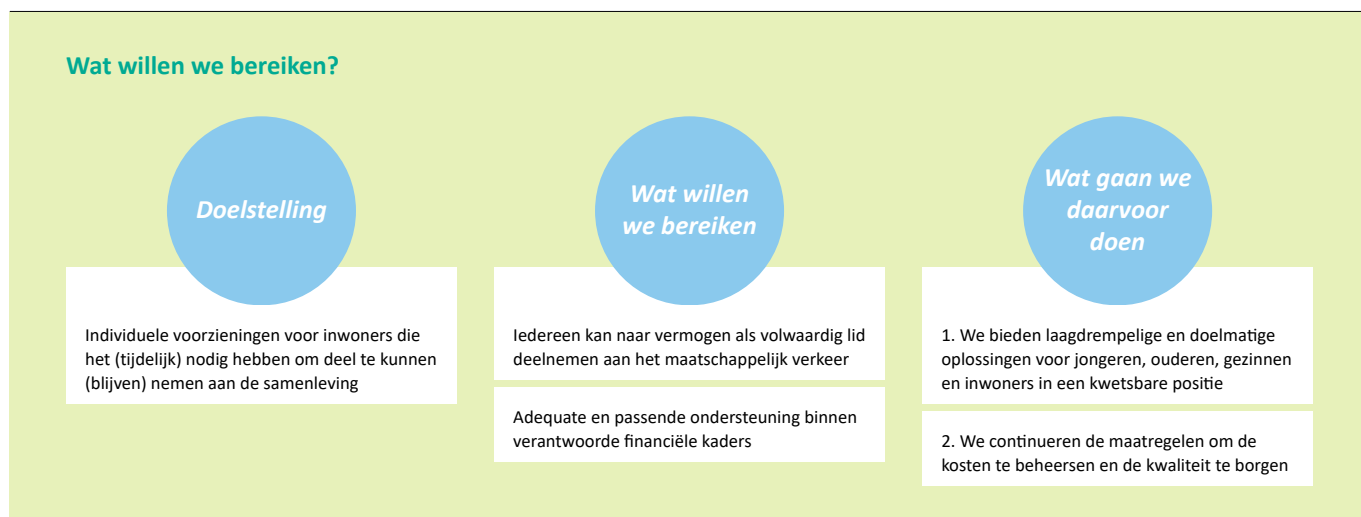 Wat willen we bereiken?
Doelstelling
Individuele voorzieningen voor inwoners die
het (tijdelijk) nodig hebben om deel te kunnen
(blijven) nemen aan de samenleving
Wat willen
we bereiken
Iedereen kan naar vermogen als volwaardig lid
deelnemen aan het maatschappelijk verkeer
Adequate en passende ondersteuning binnen
verantwoorde financiële kaders
Wat gaan we
daarvoor
doen
1. We bieden laagdrempelige en doelmatige
oplossingen voor jongeren, ouderen, gezinnen
en inwoners in een kwetsbare positie
2. We continueren de maatregelen om de
kosten te beheersen en de kwaliteit te borgen